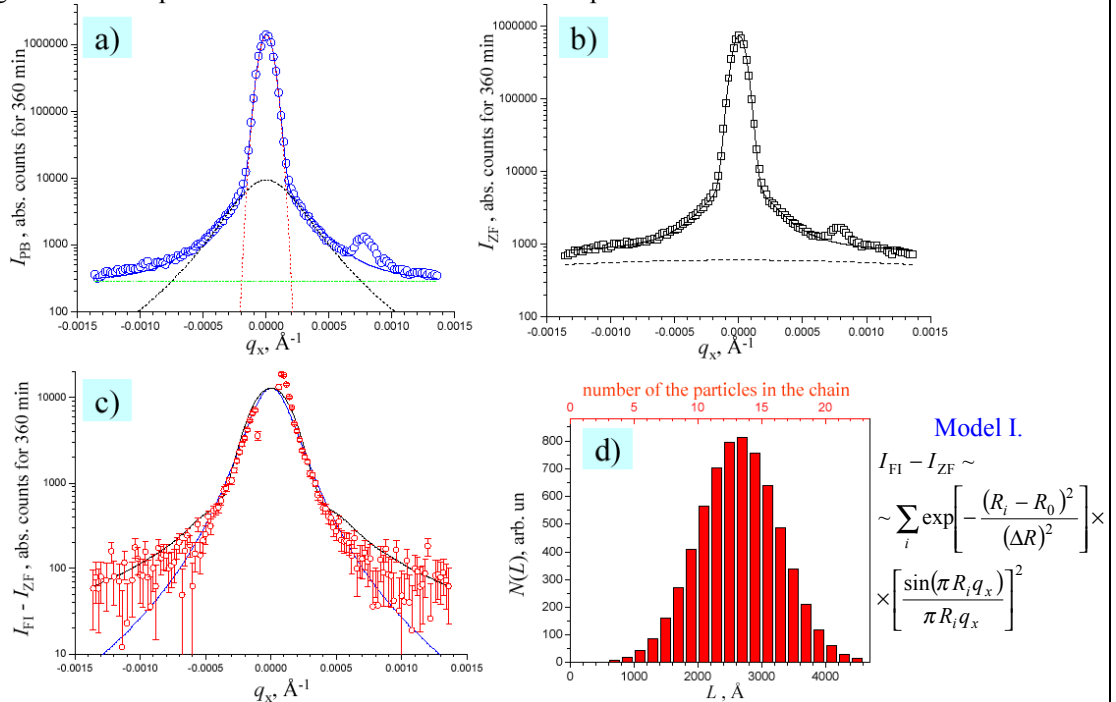 a)
1000000
100000
10000
1000
100
I_PB , abs. counts for 360 min
-0.0015 -0.0010 -0.0005 0.0000 0.0005 0.0010 0.0015
q_x, Å⁻¹
b)
1000000
100000
10000
1000
100
I_ZF , abs. counts for 360 min
-0.0015 -0.0010 -0.0005 0.0000 0.0005 0.0010 0.0015
q_x, Å⁻¹
c)
10000
1000
100
10
I_FI - I_ZF , abs. counts for 360 min
-0.0015 -0.0010 -0.0005 0.0000 0.0005 0.0010 0.0015
q_x, Å⁻¹
number of the particles in the chain
0 5 10 15 20
d)
800
700
600
500
400
300
200
100
0
N(L), arb. un
0 1000 2000 3000 4000
L , Å
Model I.
I_FI − I_ZF ~
~ ∑_i exp[−(R_i − R_0)²/(ΔR)²]×
×[sin(πR_i q_x)/πR_i q_x]²